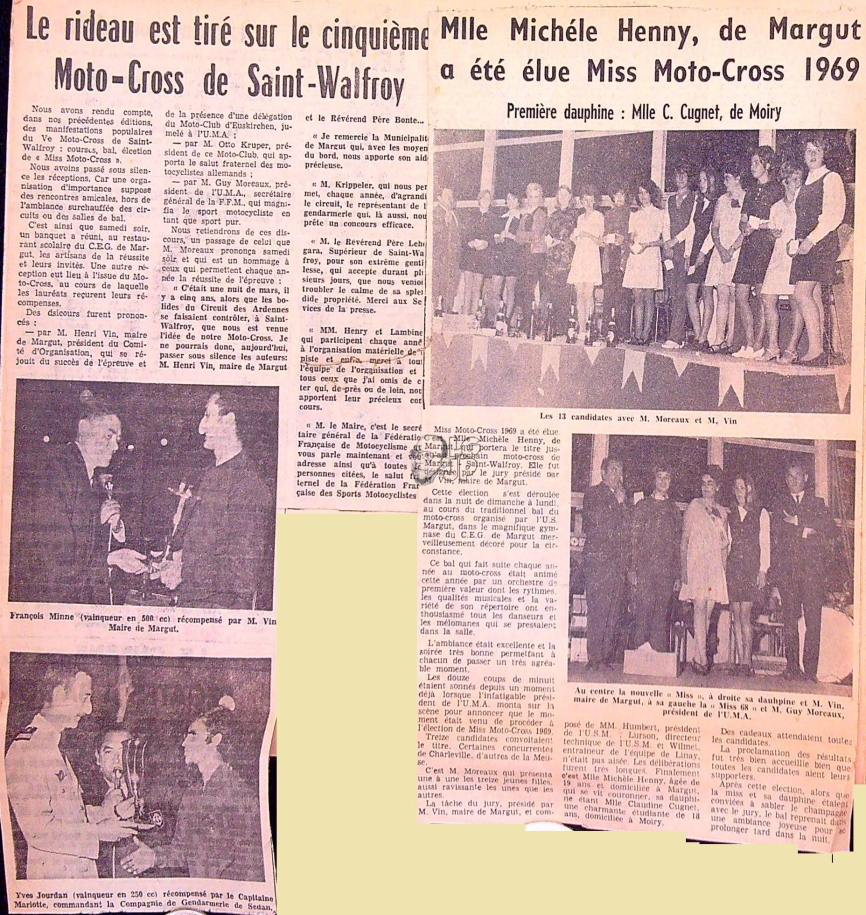 Le rideau est tiré sur le cinquième
Moto-Cross de Saint-Walfroy
Nous avons rendu compte,
dans nos précédentes éditions,
des manifestations populaires
du Ve Moto-Cross de Saint-
Walfroy : courses, bal, élection
de « Miss Moto-Cross ».
Nous avions passé sous silen-
ce les réceptions. Car une or-
ganisation d'importance suppose
des rencontres amicales, hors de
l'ambiance surchauffée des cir-
cuits ou des salles de bal.
C'est ainsi que samedi soir,
un banquet a réuni, au restau-
rant scolaire du C.E.G. de Mar-
gut, les artisans de la réussite
et leurs invités. Une autre ré-
ception eut lieu à l'issue du Mo-
to-Cross, au cours de laquelle
les lauréats reçurent leurs ré-
compenses.
Des dsicours furent pronon-
cés :
— par M. Henri Vin, maire
de Margut, président du Comi-
té d'Organisation, qui se ré-
jouit du succès de l'épreuve et
de la présence d'une délégation
du Moto-Club d'Euskirchen, ju-
melé à l'U.M.A. ;
— par M. Otto Kruper, pré-
sident de ce Moto-Club, qui ap-
porta le salut fraternel des mo-
tocyclistes allemands ;
— par M. Guy Moreaux, pré-
sident de l'U.M.A., secrétaire
général de la F.F.M., qui magni-
fia le sport motocycliste en
tant que sport pur.
Nous retiendrons de ces dis-
cours, un passage de celui que
M. Moreaux prononça samedi
soir et qui est un hommage à
ceux qui permettent chaque an-
née la réussite de l'épreuve :
« C'était une nuit de mars, il
y a cinq ans, alors que les bo-
lides du Circuit des Ardennes
se faisaient contrôler, à Saint-
Walfroy, que nous est venue
l'idée de notre Moto-Cross. Je
ne pourrais donc, aujourd'hui,
passer sous silence les auteurs:
M. Henri Vin, maire de Margut
et le Révérend Père Bonte...
« Je remercie la Municipalit
de Margut qui, avec les moyen
du bord, nous apporte son aid
précieuse.
« M. Krippeler, qui nous per
met, chaque année, d'agrandi
le circuit, le représentant de l'
gendarmerie qui, là aussi, nou
prête un concours efficace.
« M. le Révérend Père Leh
gara, Supérieur de Saint-Wa
froy, pour son extrême genti
lesse, qui accepte durant pl
sieurs jours, que nous venion
troubler le calme de sa sple
dide propriété. Merci aux Se
vices de la presse.
« MM. Henry et Lambine
qui participent chaque anné
à l'organisation matérielle de
piste et enfin, merci à tou
l'équipe de l'organisation et
tous ceux que j'ai omis de c
ter qui, de près ou de loin, no
apportent leur précieux co
cours.
« M. le Maire, c'est le secré
taire général de la Fédératio
Française de Motocyclisme
vous parle maintenant et
adresse ainsi qu'à toutes
personnes citées, le salut
ternel de la Fédération Fran
çaise des Sports Motocyclistes
François Minne (vainqueur en 500 cc) récompensé par M. Vin
Maire de Margut.
Yves Jourdan (vainqueur en 250 cc) récompensé par le Capitaine
Mariotte, commandant la Compagnie de Gendarmerie de Sedan.
Mlle Michéle Henny, de Margut
a été élue Miss Moto-Cross 1969
Première dauphine : Mlle C. Cugnet, de Moiry
Les 13 candidates avec M. Moreaux et M. Vin
Miss Moto-Cross 1969 a été élue
Mlle Michèle Henny, de
Margut portera le titre jus-
prochain moto-cross de
Saint-Walfroy. Elle fut
par le jury présidé par
Vin, maire de Margut.
Cette élection s'est déroulée
dans la nuit de dimanche à lundi,
au cours du traditionnel bal du
moto-cross organisé par l'U.S.
Margut, dans le magnifique gym-
nase du C.E.G. de Margut mer-
veilleusement décoré pour la cir-
constance.
Ce bal qui fait suite chaque an-
née au moto-cross était animé
cette année par un orchestre de
première valeur dont les rythmes,
les qualités musicales et la va-
riété de son répertoire ont en-
thousiasmé tous les danseurs et
les mélomanes qui se pressaient
dans la salle.
L'ambiance était excellente et la
soirée très bonne permettant à
chacun de passer un très agréa-
ble moment.
Les douze coups de minuit
étaient sonnés depuis un moment
déjà lorsque l'infatigable prési-
dent de l'U.M.A. monta sur la
scène pour annoncer que le mo-
ment était venu de procéder à
l'élection de Miss Moto-Cross 1969.
Treize candidates convoitaient
le titre. Certaines concurrentes
de Charleville, d'autres de la Meu-
se.
C'est M. Moreaux qui présenta
une à une les treize jeunes filles,
aussi ravissante les unes que les
autres.
La tâche du jury, présidé par
M. Vin, maire de Margut, et com-
Au centre la nouvelle « Miss », à droite sa dauhpine et M. Vin,
maire de Margut, à sa gauche la « Miss 68 » et M. Guy Moreaux,
président de l'U.M.A.
posé de MM. Humbert, président
de l'U.S.M. ; Lurson, directeur
technique de l'U.S.M. et Wilmet,
entraîneur de l'équipe de Linay,
n'était pas aisée. Les délibérations
furent très longues. Finalement
c'est Mlle Michèle Henny, âgée de
19 ans et domiciliée à Margut,
qui se vit couronner, sa dauphi-
ne étant Mlle Claudine Cugnet,
une charmante étudiante de 18
ans, domiciliée à Moiry.
Des cadeaux attendaient toutes
les candidates.
La proclamation des résultats
fut très bien accueillie bien que
toutes les candidates aient leurs
supporters.
Après cette élection, alors que
la miss et sa dauphine étaient
conviées à sabler le champagne
avec le jury, le bal reprenait dans
une ambiance joyeuse pour se
prolonger tard dans la nuit.